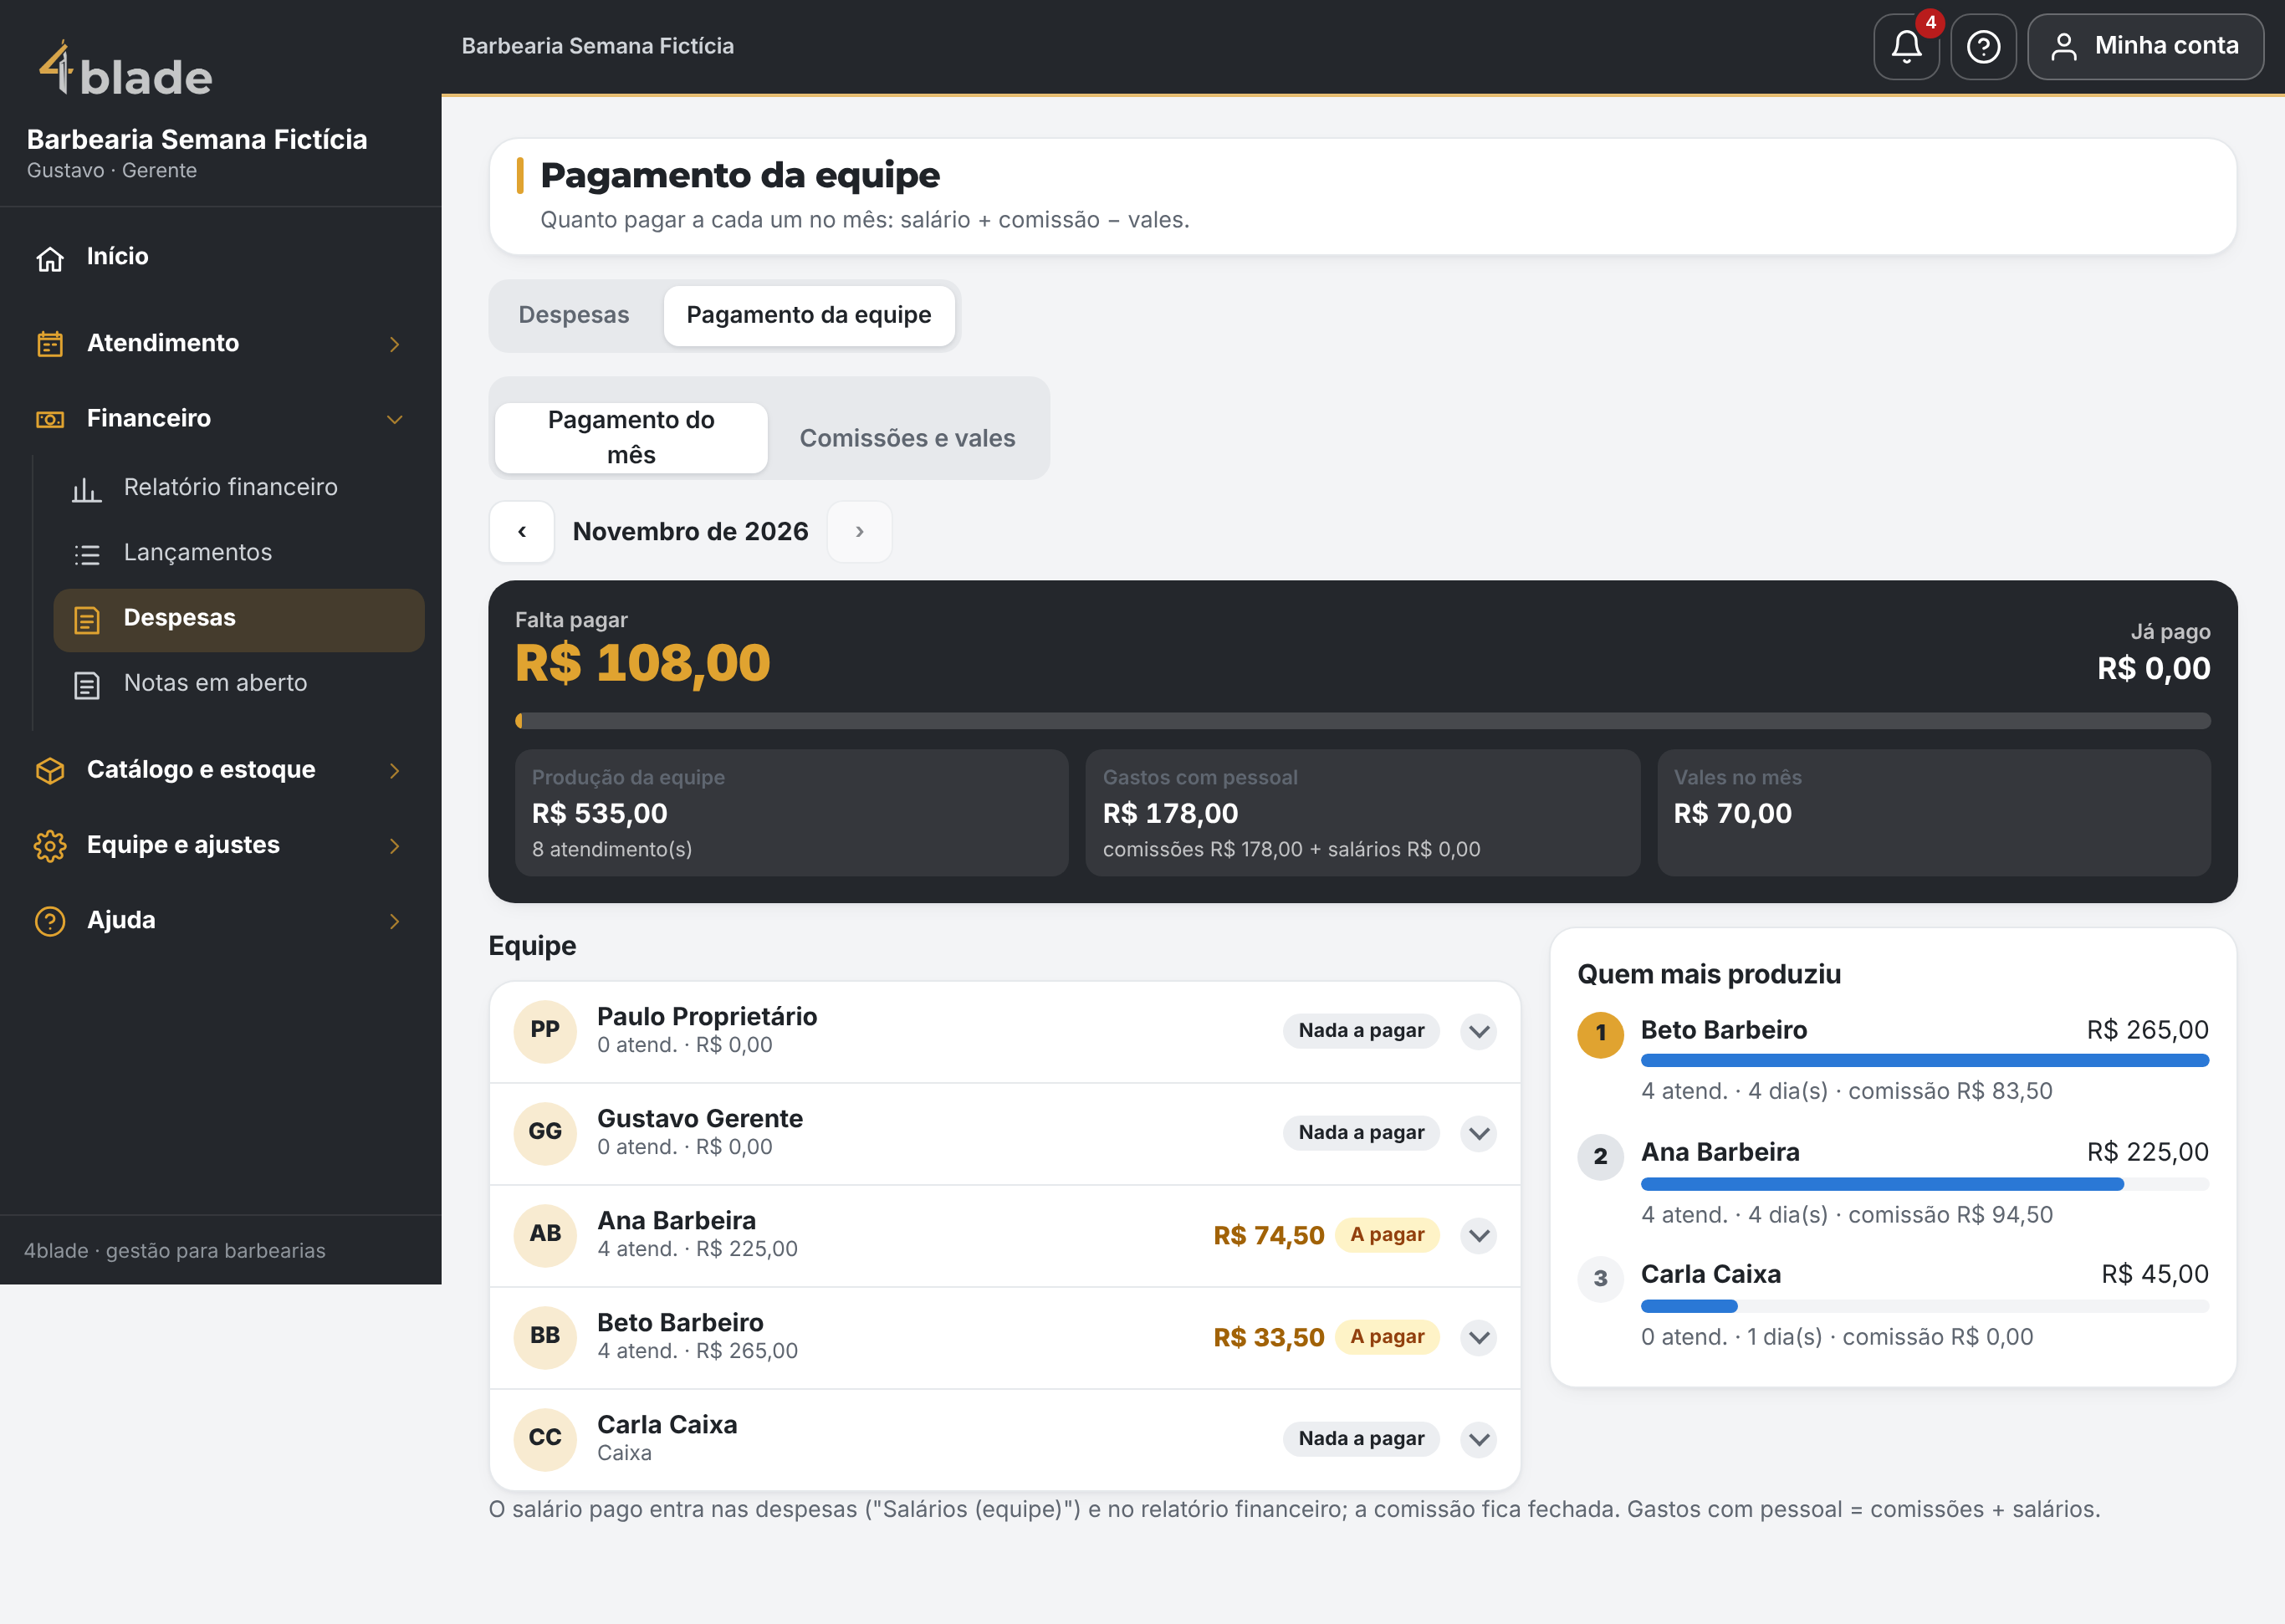 4blade
Barbearia Semana Fictícia
Gustavo · Gerente
Início
Atendimento
Financeiro
Relatório financeiro
Lançamentos
Despesas
Notas em aberto
Catálogo e estoque
Equipe e ajustes
Ajuda
4blade · gestão para barbearias
Barbearia Semana Fictícia
4
Minha conta
Pagamento da equipe
Quanto pagar a cada um no mês: salário + comissão − vales.
Despesas
Pagamento da equipe
Pagamento do
mês
Comissões e vales
‹
Novembro de 2026
›
Falta pagar
R$ 108,00
Já pago
R$ 0,00
Produção da equipe
R$ 535,00
8 atendimento(s)
Gastos com pessoal
R$ 178,00
comissões R$ 178,00 + salários R$ 0,00
Vales no mês
R$ 70,00
Equipe
PP
Paulo Proprietário
0 atend. · R$ 0,00
Nada a pagar
GG
Gustavo Gerente
0 atend. · R$ 0,00
Nada a pagar
AB
Ana Barbeira
4 atend. · R$ 225,00
R$ 74,50
A pagar
BB
Beto Barbeiro
4 atend. · R$ 265,00
R$ 33,50
A pagar
CC
Carla Caixa
Caixa
Nada a pagar
Quem mais produziu
1
Beto Barbeiro
R$ 265,00
4 atend. · 4 dia(s) · comissão R$ 83,50
2
Ana Barbeira
R$ 225,00
4 atend. · 4 dia(s) · comissão R$ 94,50
3
Carla Caixa
R$ 45,00
0 atend. · 1 dia(s) · comissão R$ 0,00
O salário pago entra nas despesas ("Salários (equipe)") e no relatório financeiro; a comissão fica fechada. Gastos com pessoal = comissões + salários.